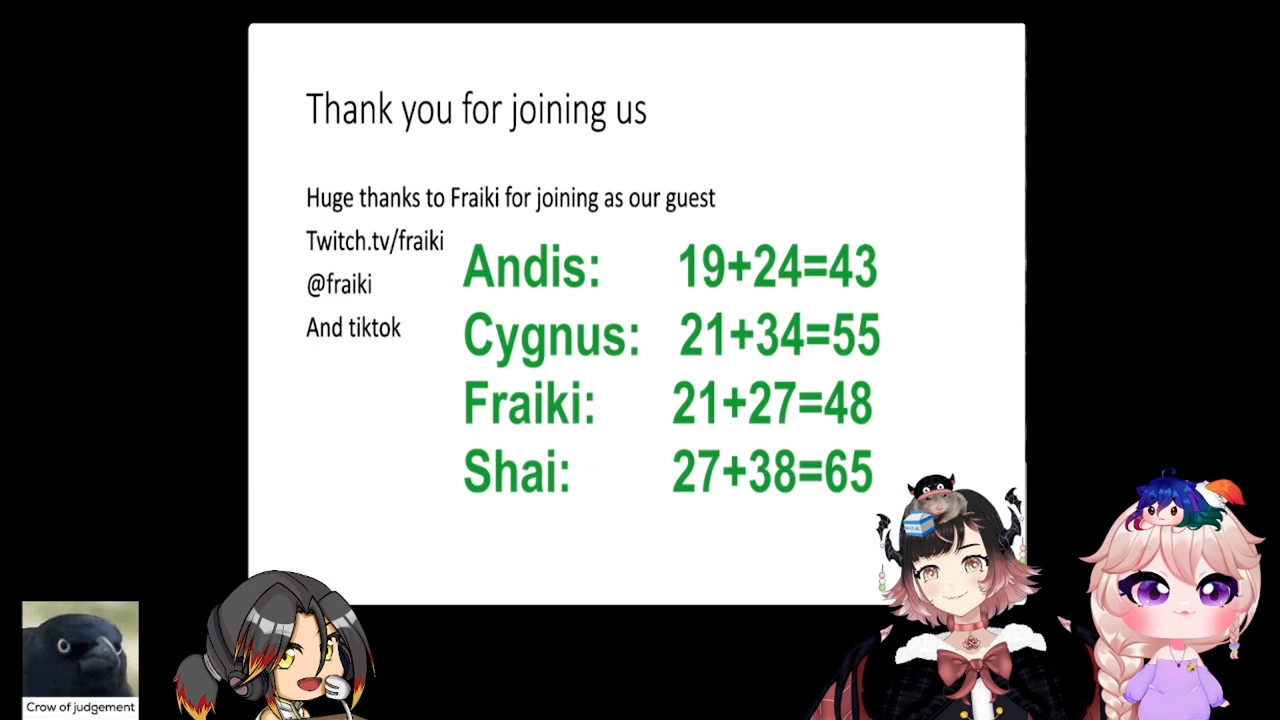 Thank you for joining us
Huge thanks to Fraiki for joining as our guest
Twitch.tv/fraiki
@fraiki
And tiktok
Andis: 19+24=43
Cygnus: 21+34=55
Fraiki: 21+27=48
Shai: 27+38=65
MILK
Crow of judgement